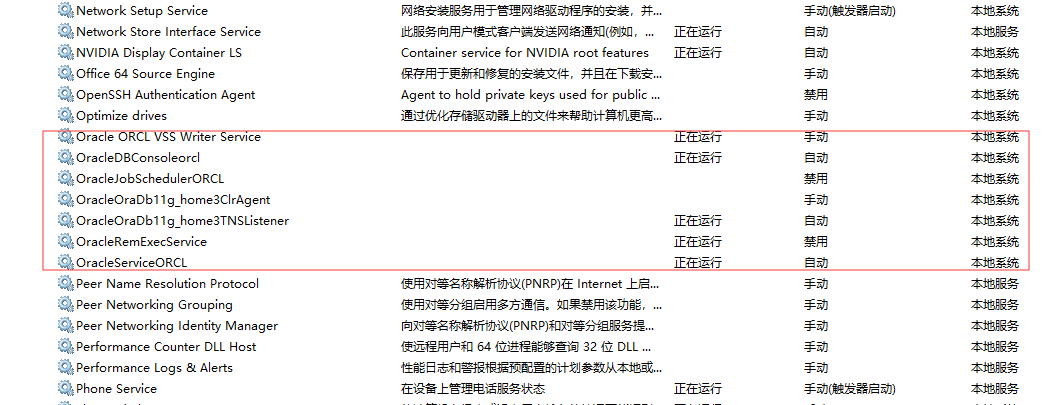 Network Setup Service 网络安装服务用于管理网络驱动程序的安装，并... 手动(触发器启动) 本地系统
Network Store Interface Service 此服务向用户模式客户端发送网络通知(例如，... 正在运行 自动 本地服务
NVIDIA Display Container LS Container service for NVIDIA root features 正在运行 自动 本地系统
Office 64 Source Engine 保存用于更新和修复的安装文件，并且在下载安... 手动 本地系统
OpenSSH Authentication Agent Agent to hold private keys used for public ... 禁用 本地系统
Optimize drives 通过优化存储驱动器上的文件来帮助计算机更高... 手动 本地系统
Oracle ORCL VSS Writer Service 正在运行 手动 本地系统
OracleDBConsoleorcl 正在运行 自动 本地系统
OracleJobSchedulerORCL 禁用 本地系统
OracleOraDb11g_home3ClrAgent 手动 本地系统
OracleOraDb11g_home3TNSListener 正在运行 自动 本地系统
OracleRemExecService 正在运行 禁用 本地系统
OracleServiceORCL 正在运行 自动 本地系统
Peer Name Resolution Protocol 使用对等名称解析协议(PNRP)在 Internet 上启... 手动 本地服务
Peer Networking Grouping 使用对等分组启用多方通信。如果禁用该功能，... 手动 本地服务
Peer Networking Identity Manager 向对等名称解析协议(PNRP)和对等分组服务提... 手动 本地服务
Performance Counter DLL Host 使远程用户和 64 位进程能够查询 32 位 DLL ... 手动 本地服务
Performance Logs & Alerts 性能日志和警报根据预配置的计划参数从本地或... 手动 本地服务
Phone Service 在设备上管理电话服务状态 正在运行 手动(触发器启动) 本地服务